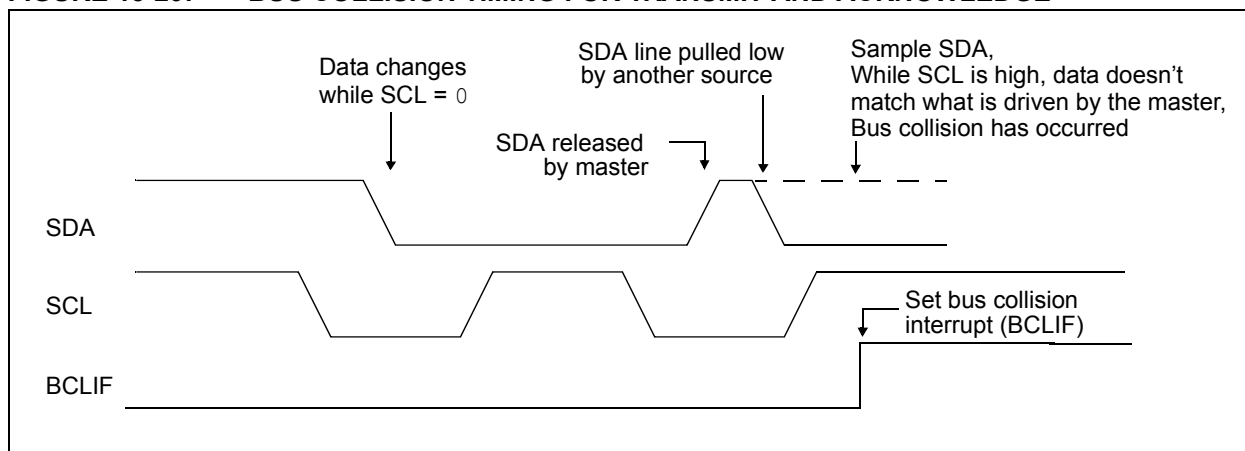 Data changes
while SCL = 0
SDA line pulled low
by another source
SDA released
by master
Sample SDA,
While SCL is high, data doesn't
match what is driven by the master,
Bus collision has occurred
SDA
SCL
Set bus collision
interrupt (BCLIF)
BCLIF